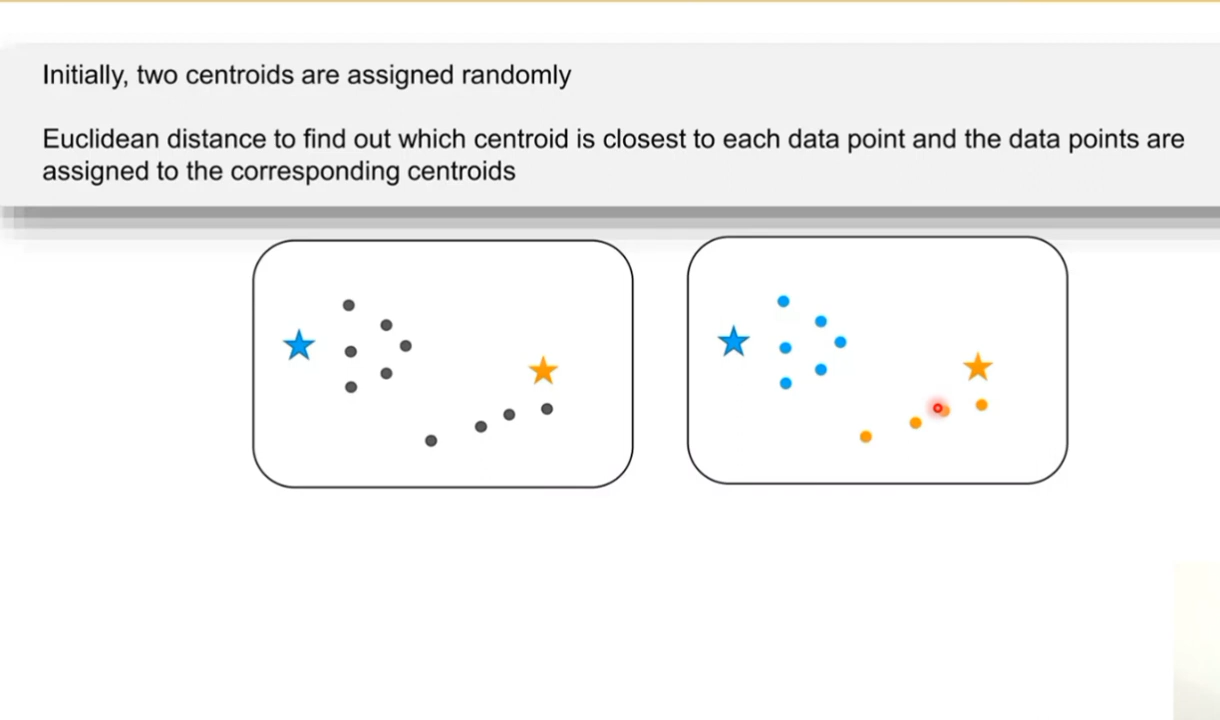 Initially, two centroids are assigned randomly
Euclidean distance to find out which centroid is closest to each data point and the data points are
assigned to the corresponding centroids